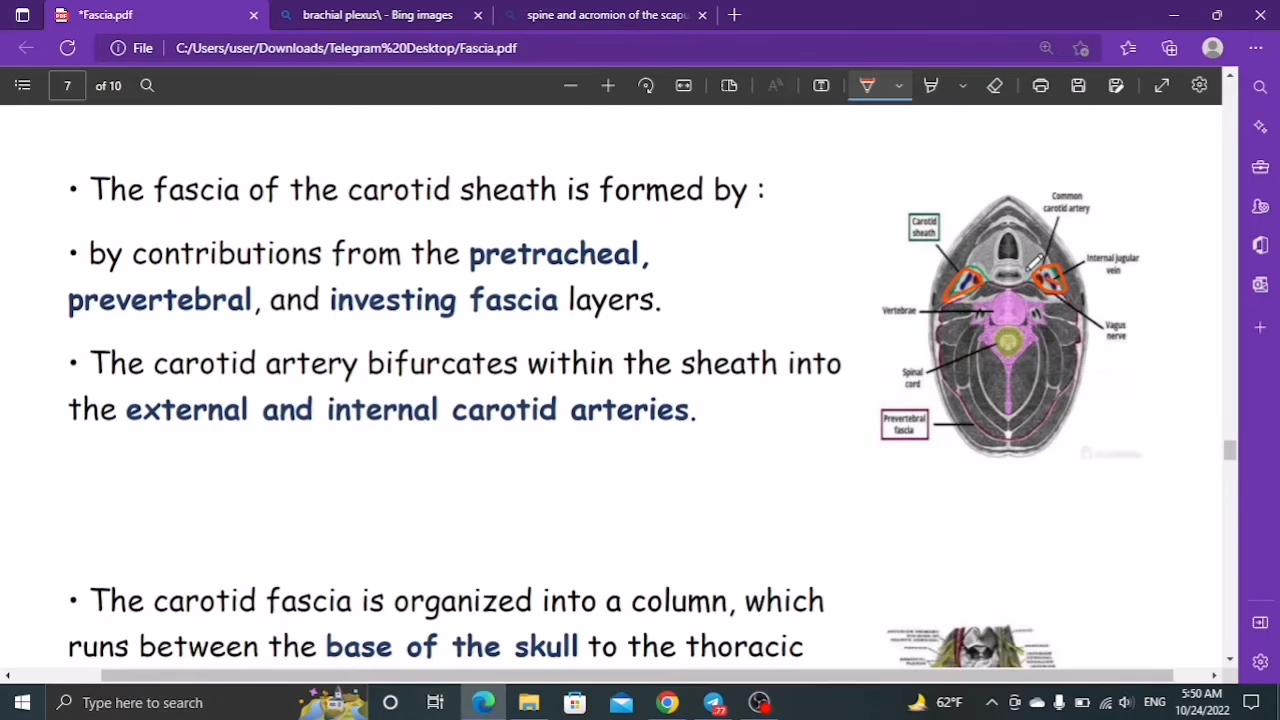 *Fascia.pdf
brachial plexus\ - Bing images
spine and acromion of the scapu
File
C:/Users/user/Downloads/Telegram%20Desktop/Fascia.pdf
7 of 10
• The fascia of the carotid sheath is formed by :
• by contributions from the pretracheal,
prevertebral, and investing fascia layers.
• The carotid artery bifurcates within the sheath into
the external and internal carotid arteries.
Carotid
sheath
Common
carotid artery
Internal jugular
vein
Vertebrae
Vagus
nerve
Spinal
cord
Prevertebral
fascia
• The carotid fascia is organized into a column, which
runs between the base of the skull to the thoracic
Type here to search
77
62°F
ENG
5:50 AM
10/24/2022